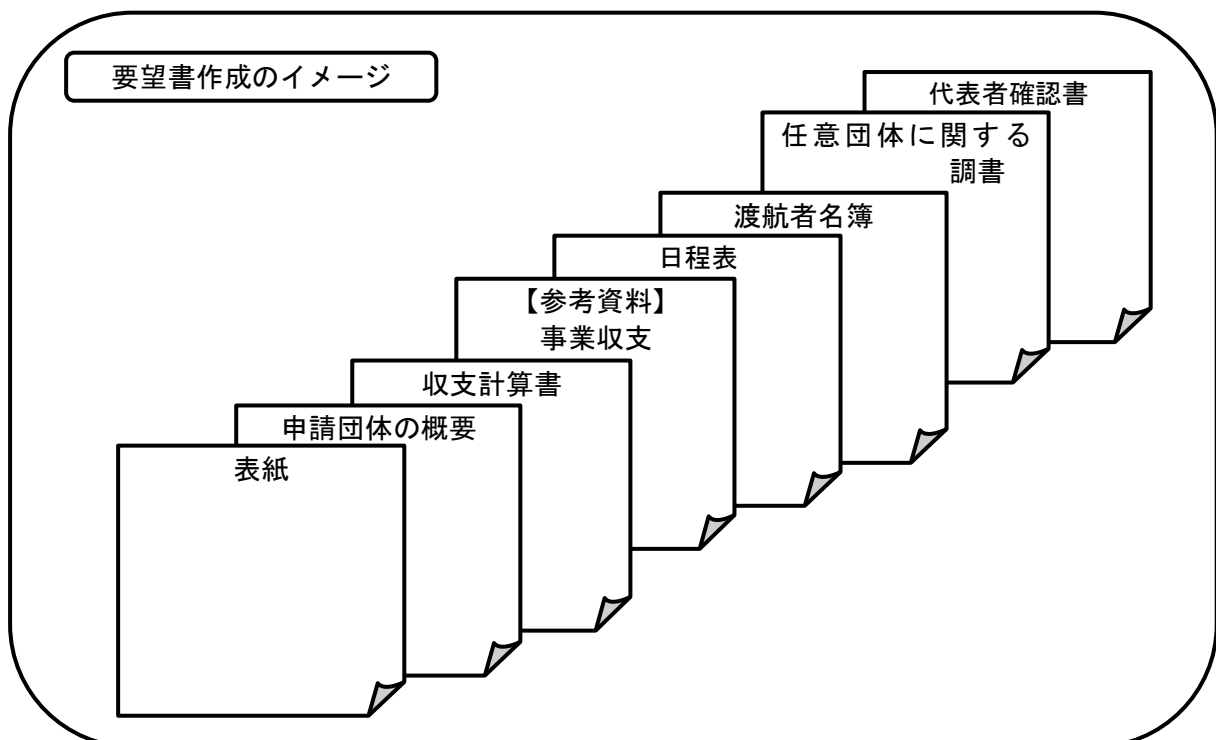 要望書作成のイメージ
代表者確認書
任意団体に関する
調書
渡航者名簿
日程表
【参考資料】
事業収支
収支計算書
申請団体の概要
表紙